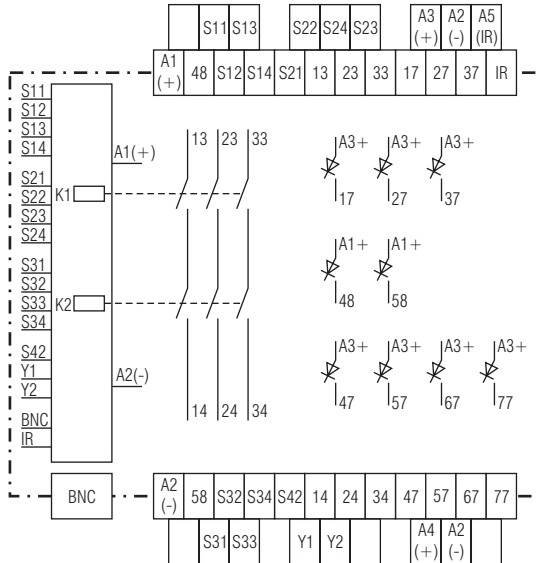 S11 S13 S22 S24 S23 A3 (+) A2 (-) A5 (IR)
A1 (+) 48 S12 S14 S21 13 23 33 17 27 37 IR
S11
S12
S13
S14
A1(+)
S21
S22
K1
S23
S24
S31
S32
S33
K2
S34
S42
Y1
Y2
A2(-)
BNC
IR
13 23 33
14 24 34
A3+ A3+ A3+
17 27 37
A1+ A1+
48 58
A3+ A3+ A3+ A3+
47 57 67 77
BNC
A2 (-) 58 S32 S34 S42 14 24 34 47 57 67 77
S31 S33 Y1 Y2 A4 (+) A2 (-)